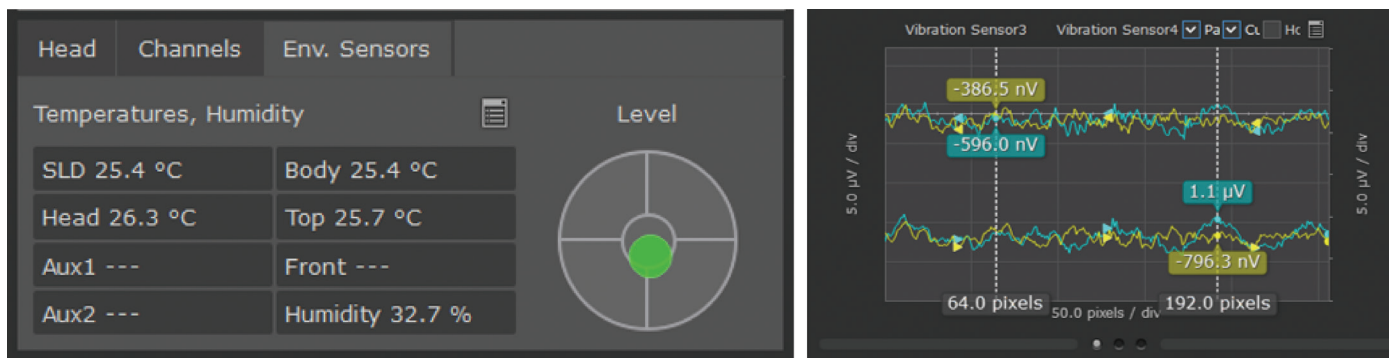 Head Channels Env. Sensors
Temperatures, Humidity
Level
SLD 25.4 °C Body 25.4 °C
Head 26.3 °C Top 25.7 °C
Aux1 --- Front ---
Aux2 --- Humidity 32.7 %
Vibration Sensor3 Vibration Sensor4 Pa Cu Hc
5.0 µV / div
-386.5 nV
-596.0 nV
1.1 µV
-796.3 nV
5.0 µV / div
64.0 pixels 50.0 pixels / div 192.0 pixels